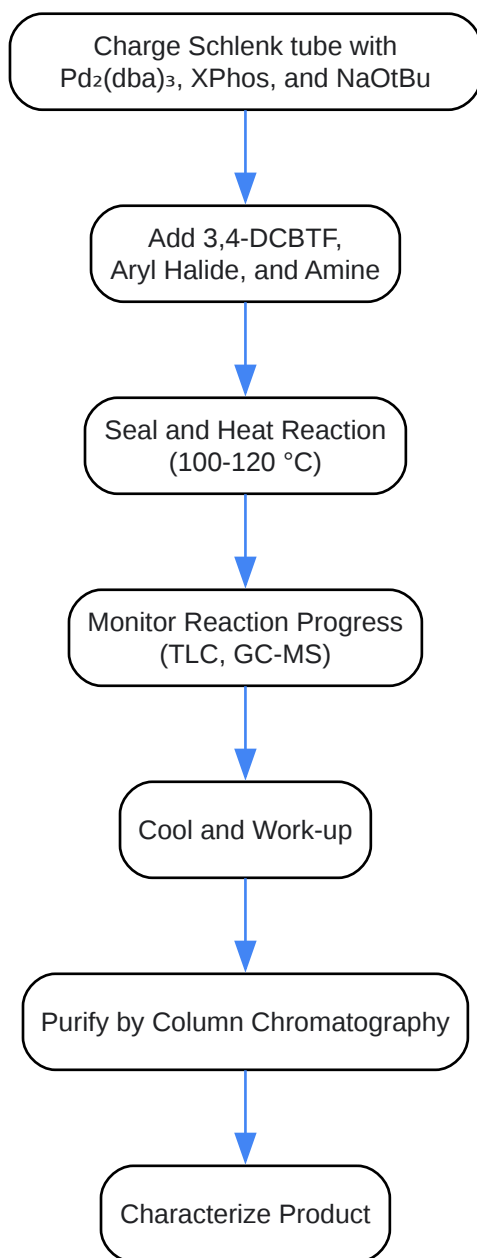 Charge Schlenk tube with
Pd₂(dba)₃, XPhos, and NaOtBu
Add 3,4-DCBTF,
Aryl Halide, and Amine
Seal and Heat Reaction
(100-120 °C)
Monitor Reaction Progress
(TLC, GC-MS)
Cool and Work-up
Purify by Column Chromatography
Characterize Product